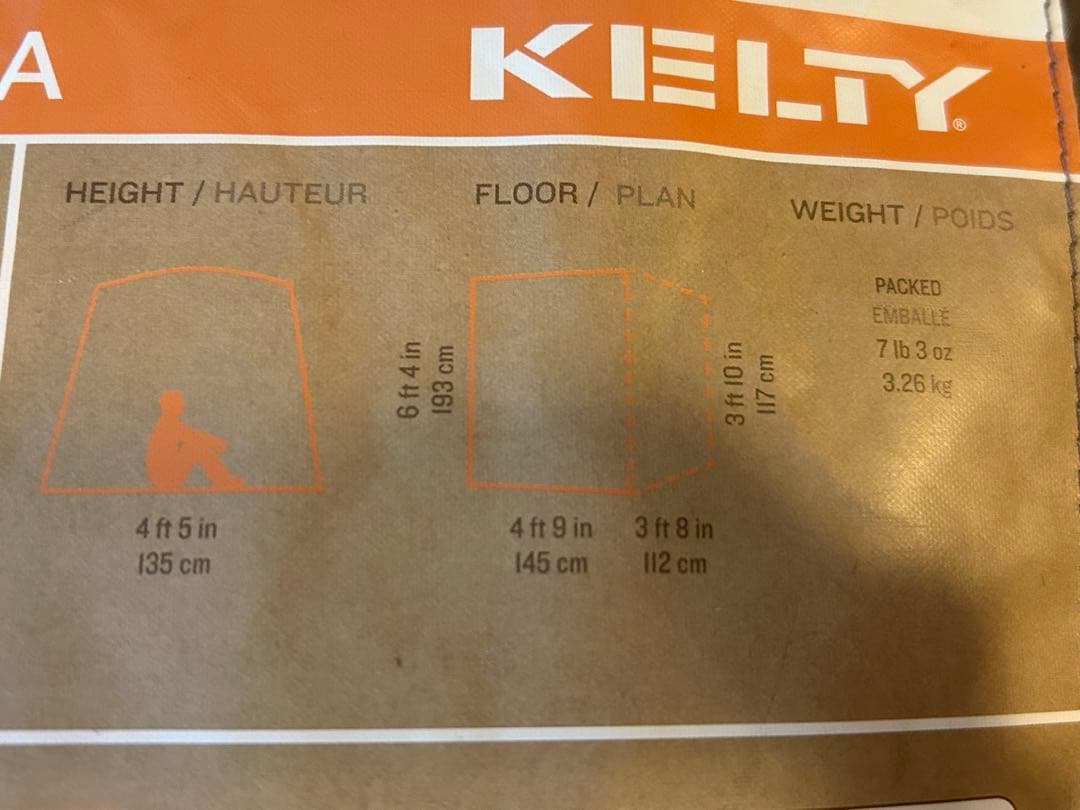 A
KELTY®
HEIGHT / HAUTEUR
4 ft 5 in
135 cm
FLOOR / PLAN
6 ft 4 in
193 cm
3 ft 10 in
117 cm
4 ft 9 in
145 cm
3 ft 8 in
112 cm
WEIGHT / POIDS
PACKED
EMBALLÉ
7 lb 3 oz
3.26 kg